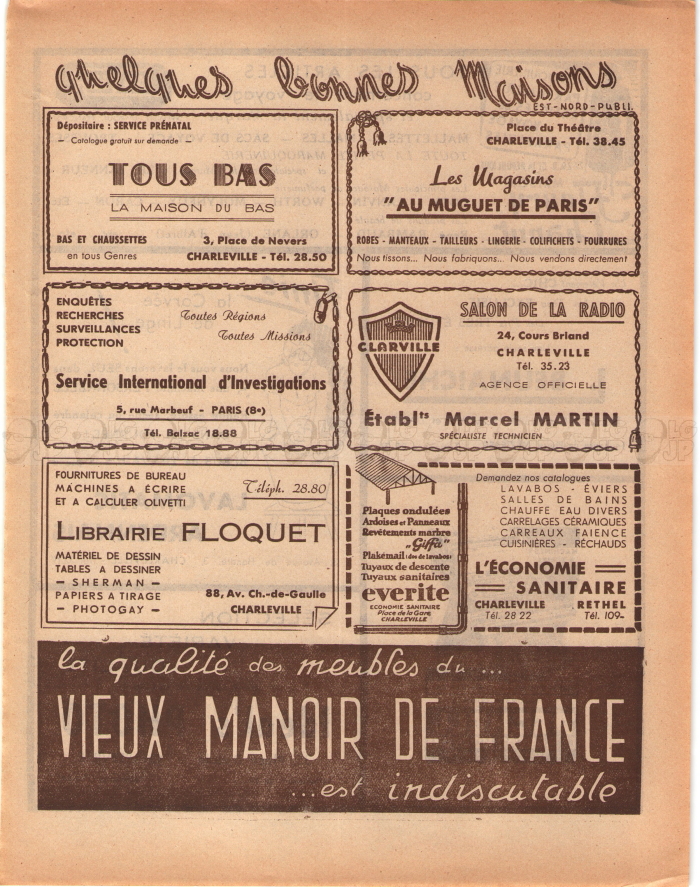 quelques bonnes Maisons
EST-NORD-PUBLI.
Dépositaire : SERVICE PRÉNATAL
— Catalogue gratuit sur demande —
TOUS BAS
LA MAISON DU BAS
BAS ET CHAUSSETTES
en tous Genres
3, Place de Nevers
CHARLEVILLE - Tél. 28.50
Place du Théâtre
CHARLEVILLE - Tél. 38.45
Les Magasins
"AU MUGUET DE PARIS"
ROBES - MANTEAUX - TAILLEURS - LINGERIE - COLIFICHETS - FOURRURES
Nous tissons... Nous fabriquons... Nous vendons directement
ENQUÊTES
RECHERCHES
SURVEILLANCES
PROTECTION
Toutes Régions
Toutes Missions
Service International d'Investigations
5, rue Marbeuf - PARIS (8e)
Tél. Balzac 18.88
CLARVILLE
SALON DE LA RADIO
24, Cours Briand
CHARLEVILLE
Tél. 35.23
AGENCE OFFICIELLE
Établts Marcel MARTIN
SPÉCIALISTE TECHNICIEN
FOURNITURES DE BUREAU
MACHINES A ÉCRIRE
ET A CALCULER OLIVETTI
Téléph. 28.80
LIBRAIRIE FLOQUET
MATÉRIEL DE DESSIN
TABLES A DESSINER
— SHERMAN —
PAPIERS A TIRAGE
— PHOTOGAY —
88, Av. Ch.-de-Gaulle
CHARLEVILLE
Plaques ondulées
Ardoises et Panneaux
Revêtements marbre
"Giffa"
Plakémail (dos de lavabos)
Tuyaux de descente
Tuyaux sanitaires
everite
ECONOMIE SANITAIRE
Place de la Gare
CHARLEVILLE
Demandez nos catalogues
LAVABOS - ÉVIERS
SALLES DE BAINS
CHAUFFE EAU DIVERS
CARRELAGES CÉRAMIQUES
CARREAUX FAIENCE
CUISINIÈRES - RÉCHAUDS
L'ÉCONOMIE
SANITAIRE
CHARLEVILLE
Tél. 28 22
RETHEL
Tél. 109-
la qualité des meubles du...
VIEUX MANOIR DE FRANCE
...est indiscutable